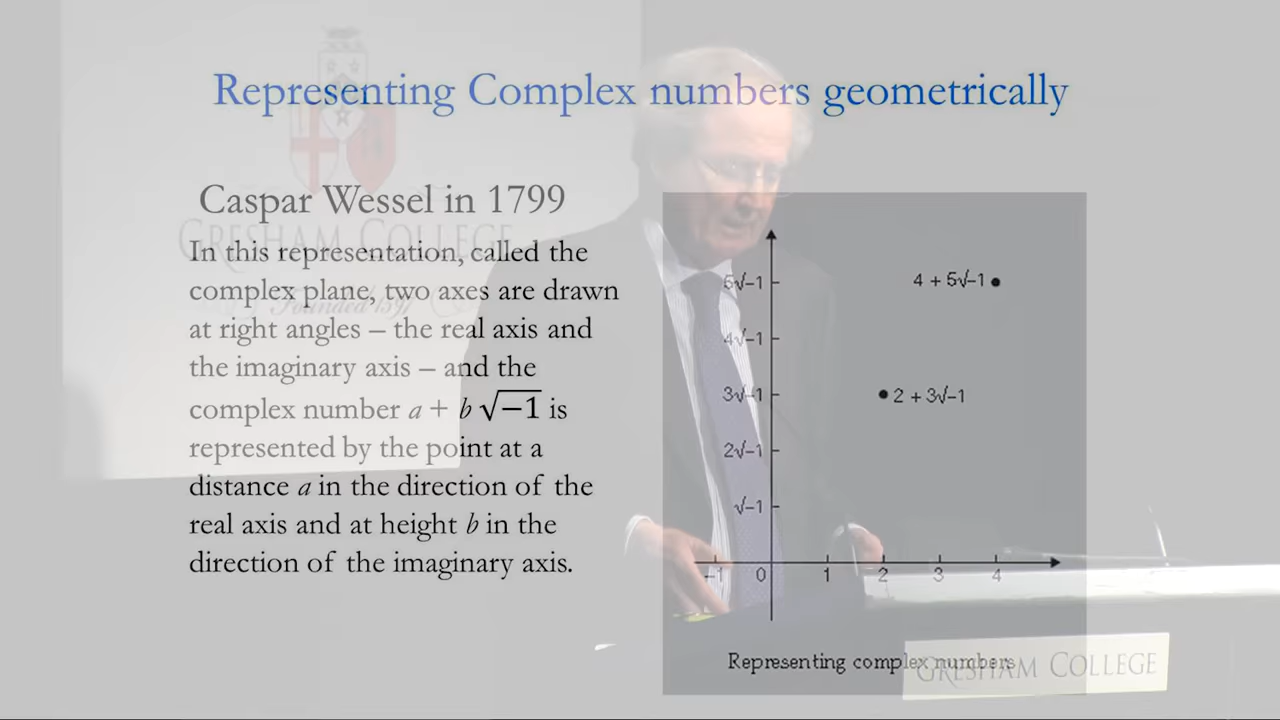 Representing Complex numbers geometrically
Caspar Wessel in 1799
GRESHAM COLLEGE
In this representation, called the
complex plane, two axes are drawn
Founded 1597
at right angles – the real axis and
the imaginary axis – and the
complex number a + b √−1 is
represented by the point at a
distance a in the direction of the
real axis and at height b in the
direction of the imaginary axis.
5√−1
4 + 5√−1
4√−1
3√−1
2 + 3√−1
2√−1
√−1
−1 0 1 2 3 4
Representing complex numbers
GRESHAM COLLEGE